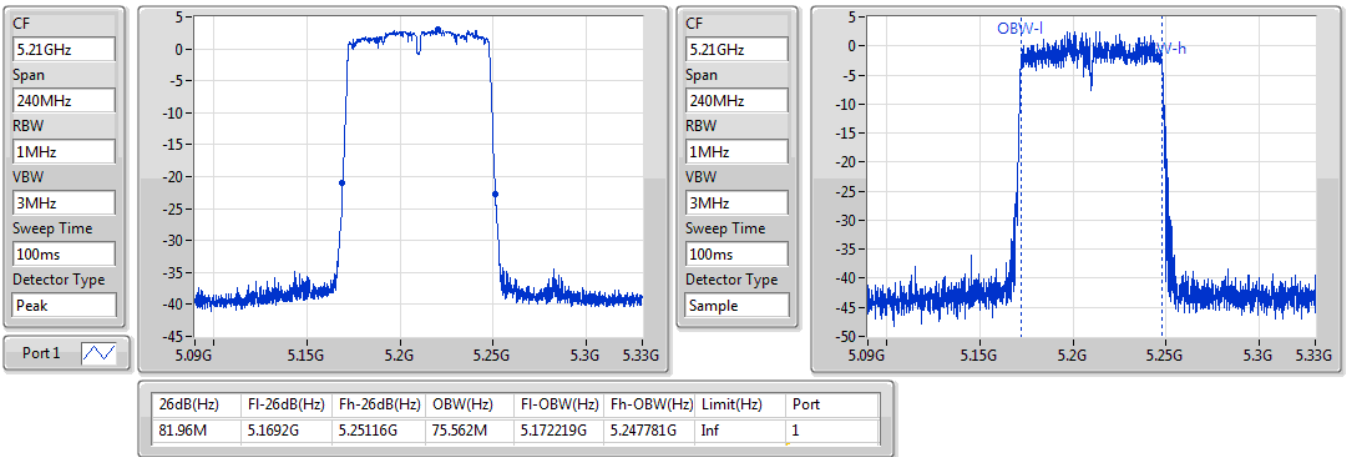 CF
5.21GHz
Span
240MHz
RBW
1MHz
VBW
3MHz
Sweep Time
100ms
Detector Type
Peak
Port 1
5
0
-5
-10
-15
-20
-25
-30
-35
-40
-45
5.09G 5.15G 5.2G 5.25G 5.3G 5.33G
CF
5.21GHz
Span
240MHz
RBW
1MHz
VBW
3MHz
Sweep Time
100ms
Detector Type
Sample
OBW-l
W-h
5
0
-5
-10
-15
-20
-25
-30
-35
-40
-45
-50
5.09G 5.15G 5.2G 5.25G 5.3G 5.33G
26dB(Hz) Fl-26dB(Hz) Fh-26dB(Hz) OBW(Hz) Fl-OBW(Hz) Fh-OBW(Hz) Limit(Hz) Port
81.96M 5.1692G 5.25116G 75.562M 5.172219G 5.247781G Inf 1